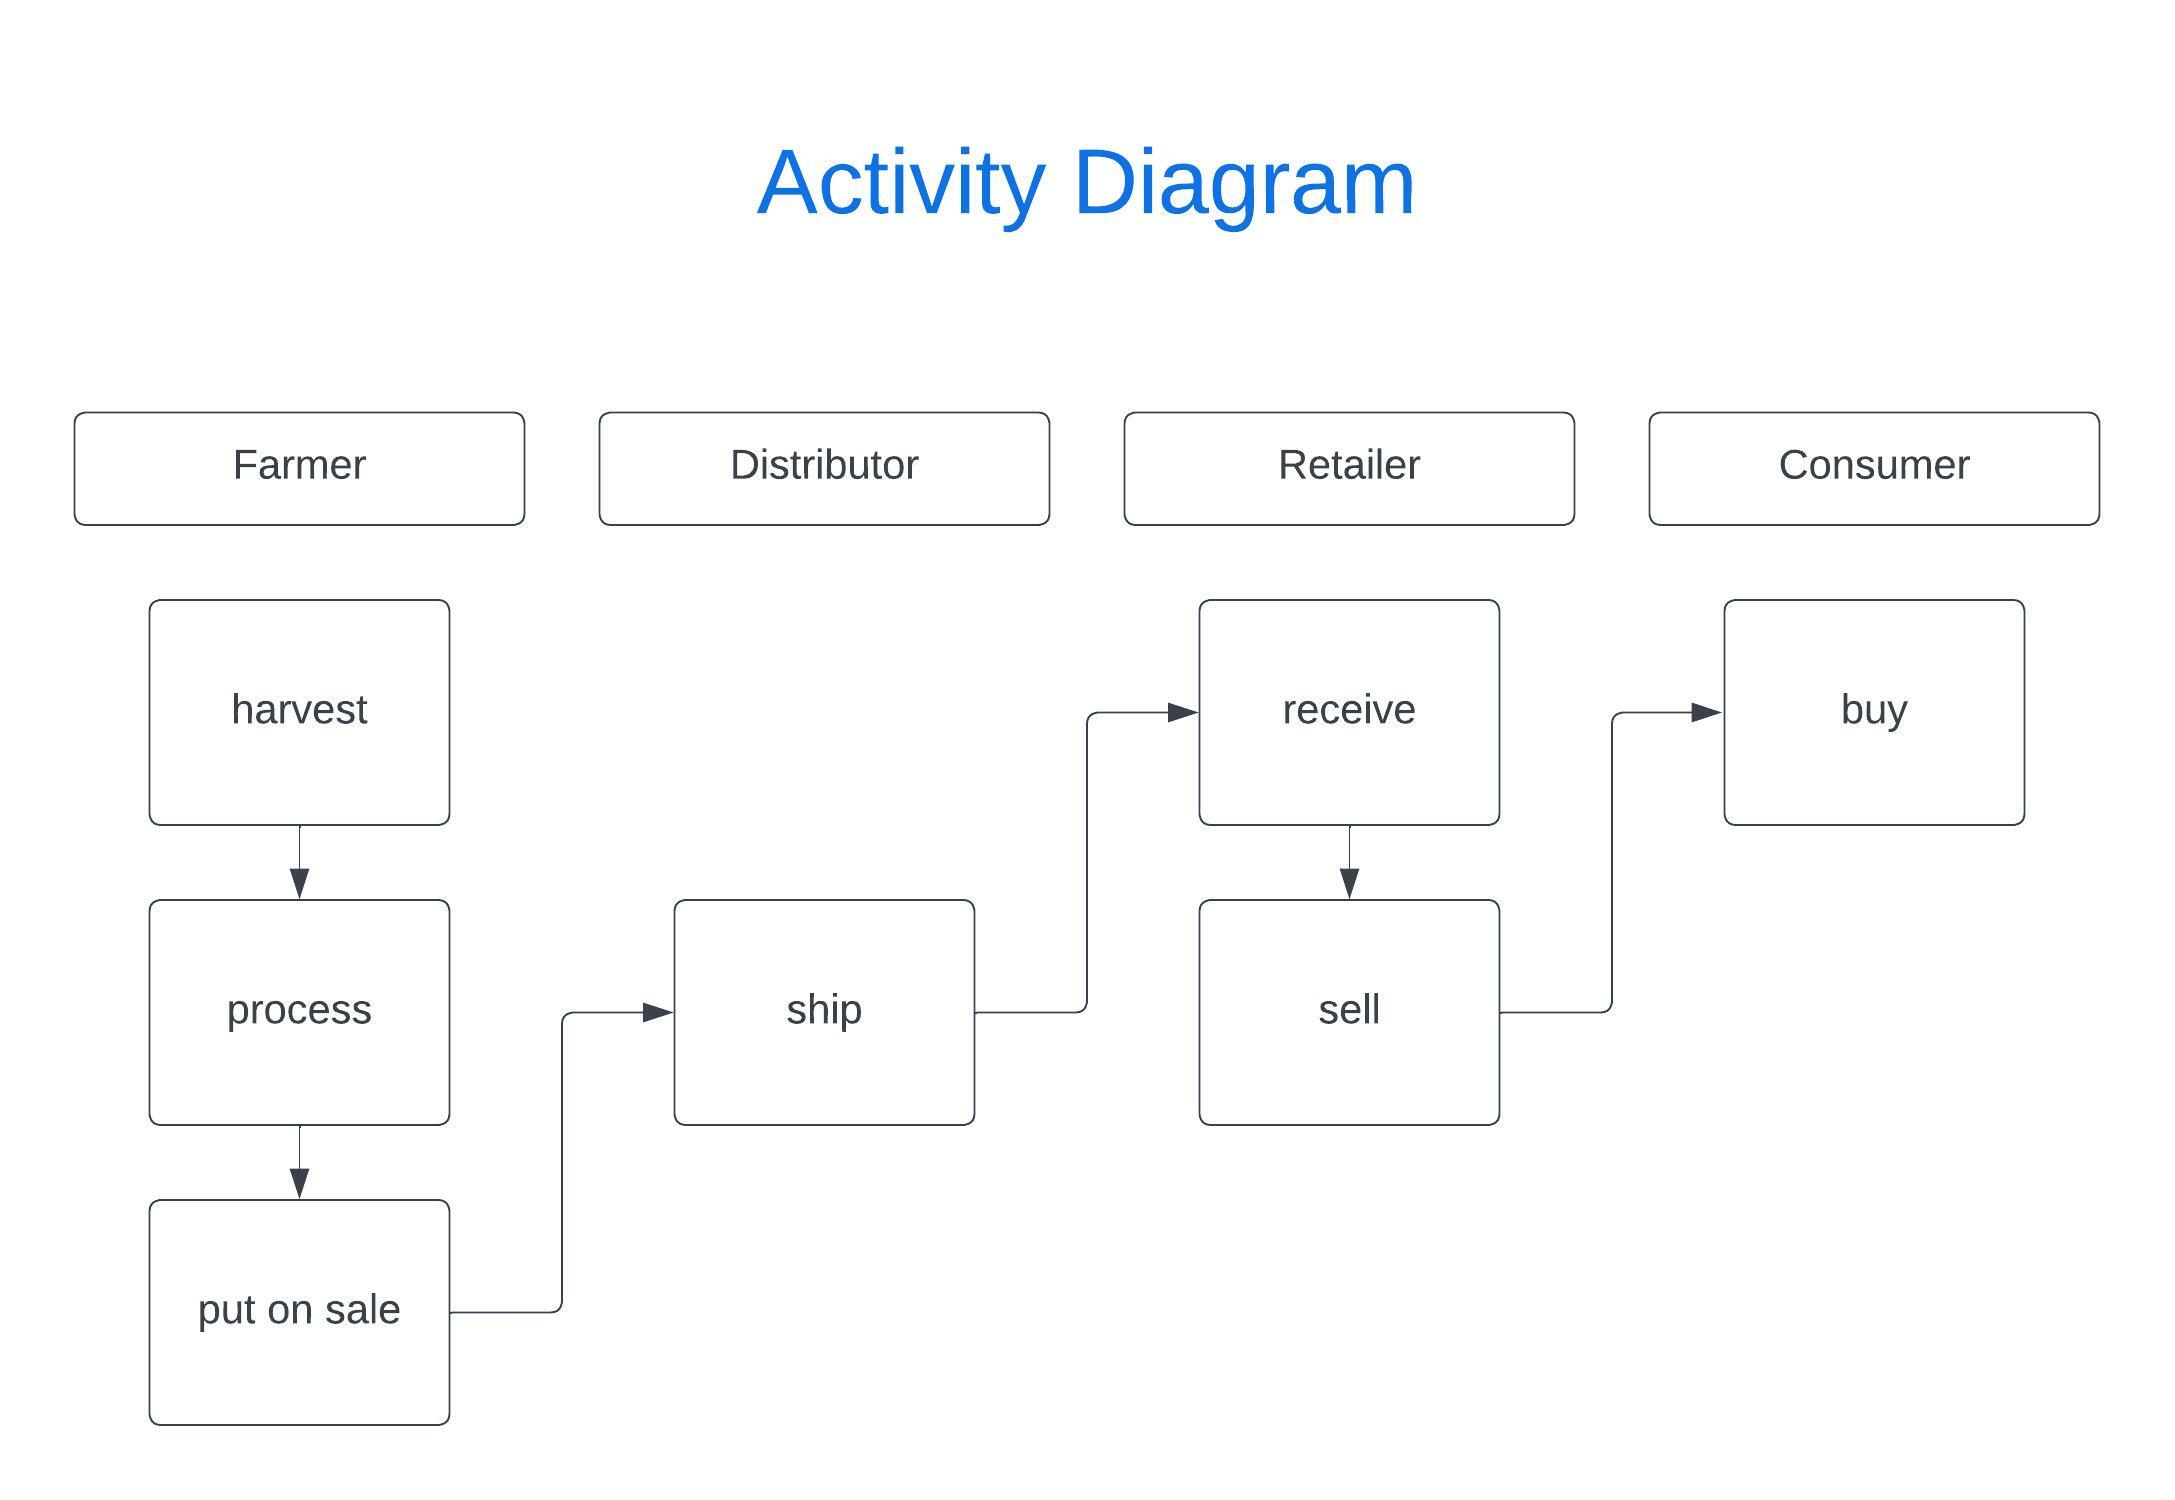 Activity Diagram
Farmer
Distributor
Retailer
Consumer
harvest
receive
buy
process
ship
sell
put on sale